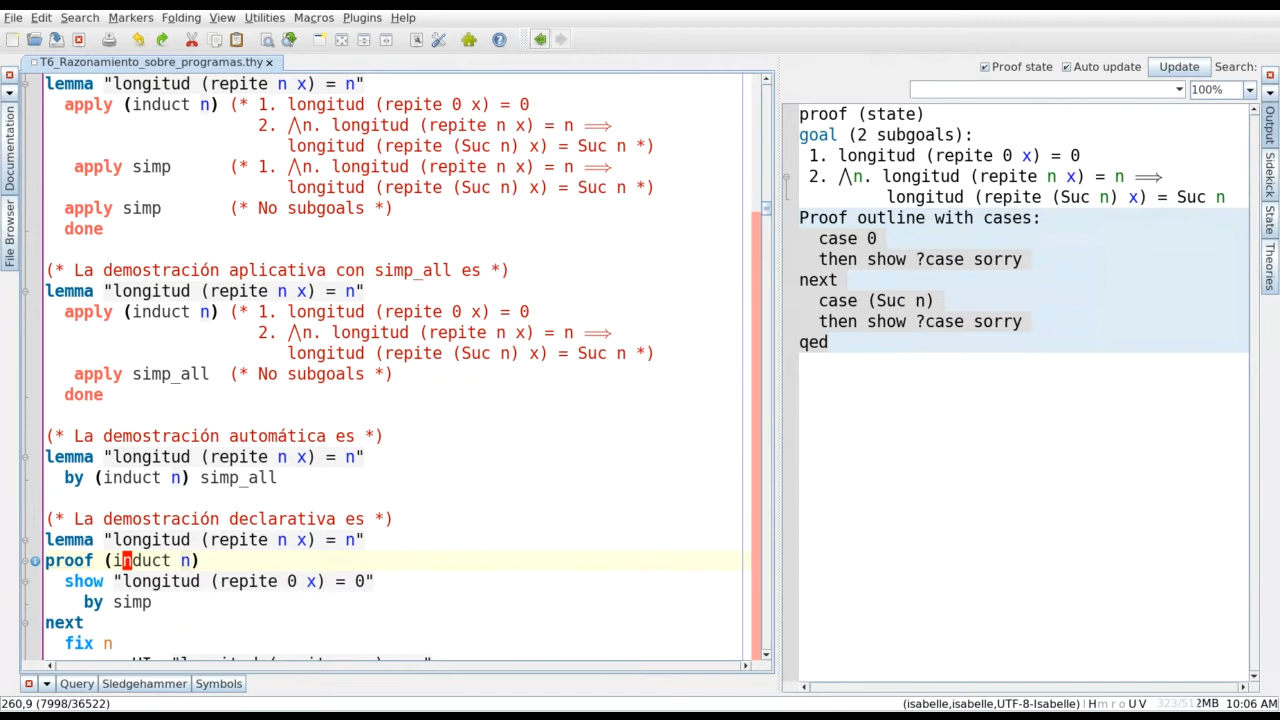 File Edit Search Markers Folding View Utilities Macros Plugins Help
T6_Razonamiento_sobre_programas.thy
Proof state Auto update Update Search:
100%
Documentation
File Browser
lemma "longitud (repite n x) = n"
apply (induct n) (* 1. longitud (repite 0 x) = 0
2. ⋀n. longitud (repite n x) = n ⟹
longitud (repite (Suc n) x) = Suc n *)
apply simp (* 1. ⋀n. longitud (repite n x) = n ⟹
longitud (repite (Suc n) x) = Suc n *)
apply simp (* No subgoals *)
done
(* La demostración aplicativa con simp_all es *)
lemma "longitud (repite n x) = n"
apply (induct n) (* 1. longitud (repite 0 x) = 0
2. ⋀n. longitud (repite n x) = n ⟹
longitud (repite (Suc n) x) = Suc n *)
apply simp_all (* No subgoals *)
done
(* La demostración automática es *)
lemma "longitud (repite n x) = n"
by (induct n) simp_all
(* La demostración declarativa es *)
lemma "longitud (repite n x) = n"
proof (induct n)
show "longitud (repite 0 x) = 0"
by simp
next
fix n
proof (state)
goal (2 subgoals):
1. longitud (repite 0 x) = 0
2. ⋀n. longitud (repite n x) = n ⟹
longitud (repite (Suc n) x) = Suc n
Proof outline with cases:
case 0
then show ?case sorry
next
case (Suc n)
then show ?case sorry
qed
Output
Sidekick
State
Theories
Query Sledgehammer Symbols
260,9 (7998/36522)
(isabelle,isabelle,UTF-8-Isabelle) H m r o U V 323/512MB 10:06 AM